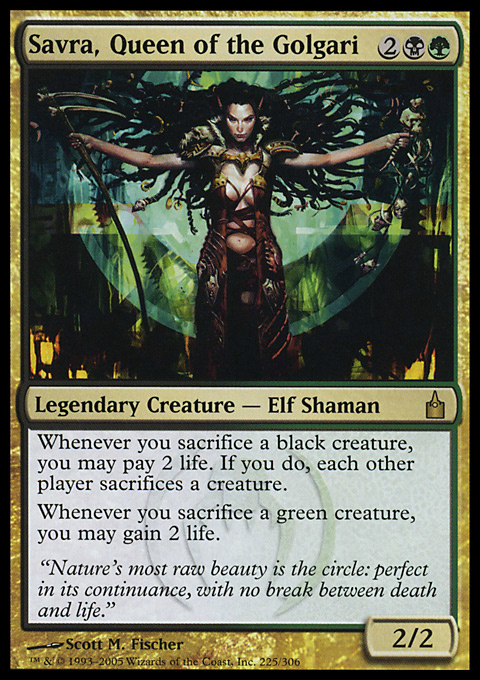 Savra, Queen of the Golgari 2
Legendary Creature — Elf Shaman
Whenever you sacrifice a black creature,
you may pay 2 life. If you do, each other
player sacrifices a creature.
Whenever you sacrifice a green creature,
you may gain 2 life.
“Nature’s most raw beauty is the circle: perfect
in its continuance, with no break between death
and life.”
Scott M. Fischer
2/2
™ & © 1993–2005 Wizards of the Coast, Inc. 225/306